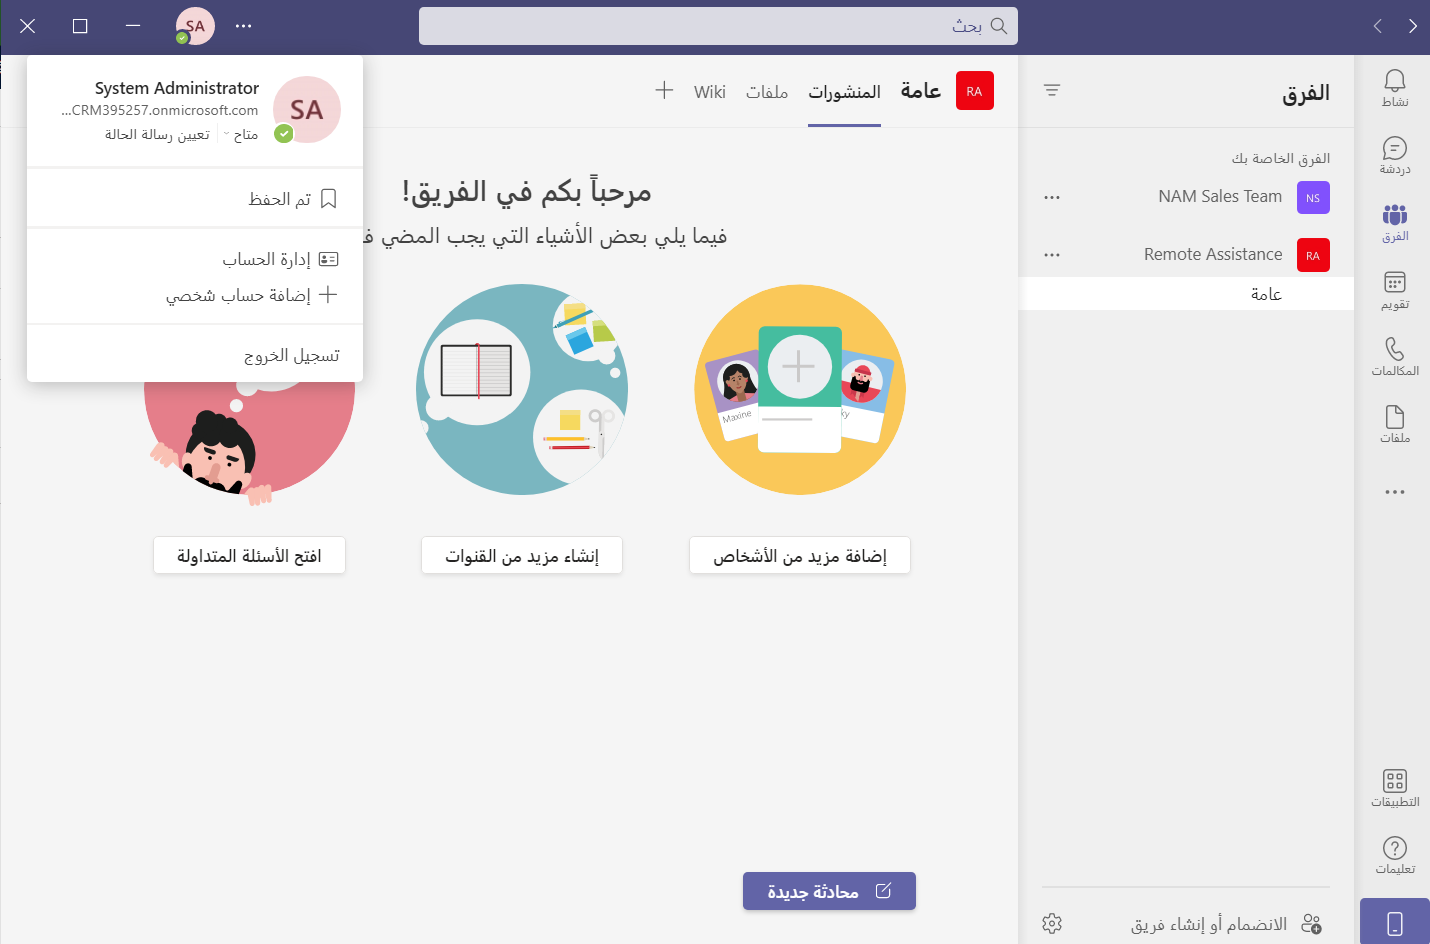 SA
بحث
System Administrator
CRM395257.onmicrosoft.com...
SA
متاح
تعيين رسالة الحالة
تم الحفظ
إدارة الحساب
إضافة حساب شخصي
تسجيل الخروج
RA
عامة
المنشورات
ملفات
Wiki
مرحباً بكم في الفريق!
فيما يلي بعض الأشياء التي يجب المضي
Maxine
افتح الأسئلة المتداولة
إنشاء مزيد من القنوات
إضافة مزيد من الأشخاص
محادثة جديدة
الفرق
الفرق الخاصة بك
NAM Sales Team
NS
Remote Assistance
RA
عامة
الانضمام أو إنشاء فريق
نشاط
دردشة
الفرق
تقويم
المكالمات
ملفات
التطبيقات
تعليمات